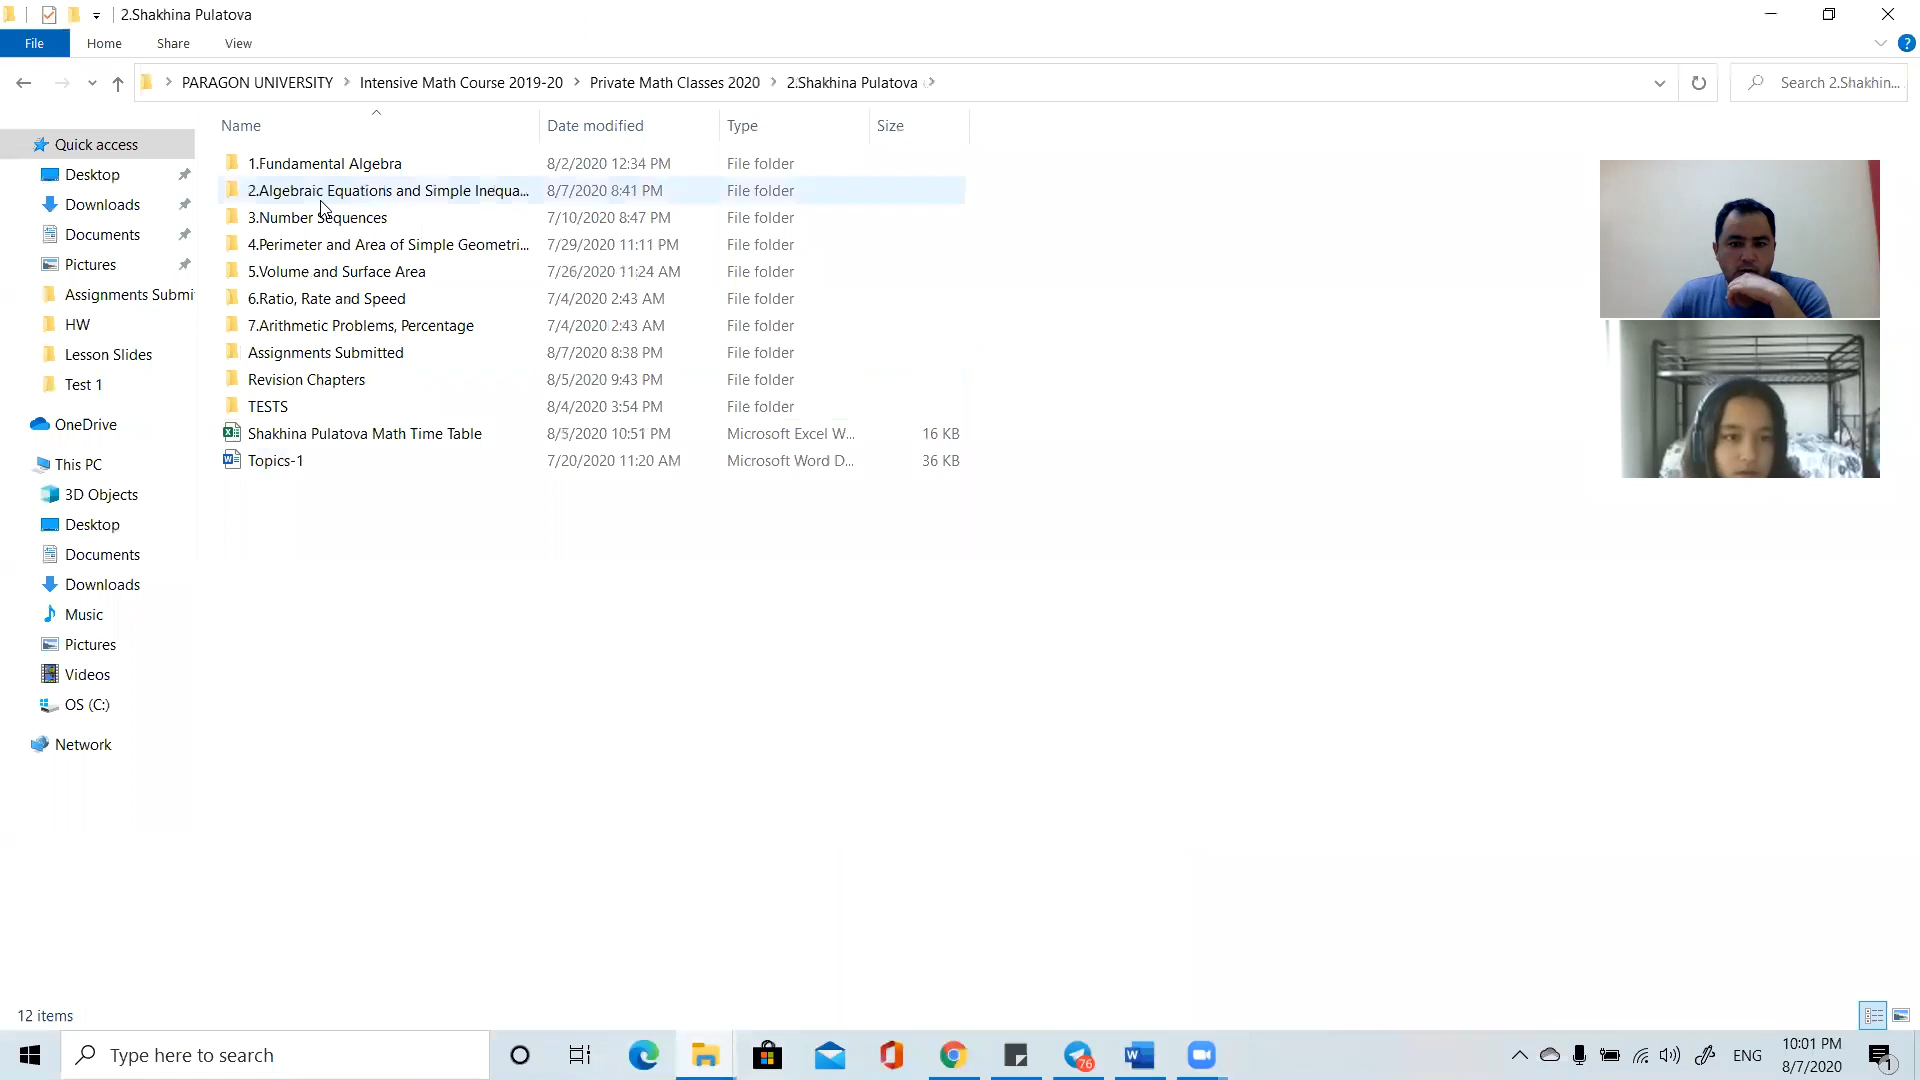 2.Shakhina Pulatova
File Home Share View
PARAGON UNIVERSITY Intensive Math Course 2019-20 Private Math Classes 2020 2.Shakhina Pulatova
Search 2.Shakhin...
Name Date modified Type Size
Quick access
Desktop
Downloads
Documents
Pictures
Assignments Submi
HW
Lesson Slides
Test 1
OneDrive
This PC
3D Objects
Desktop
Documents
Downloads
Music
Pictures
Videos
OS (C:)
Network
1.Fundamental Algebra 8/2/2020 12:34 PM File folder
2.Algebraic Equations and Simple Inequa... 8/7/2020 8:41 PM File folder
3.Number Sequences 7/10/2020 8:47 PM File folder
4.Perimeter and Area of Simple Geometri... 7/29/2020 11:11 PM File folder
5.Volume and Surface Area 7/26/2020 11:24 AM File folder
6.Ratio, Rate and Speed 7/4/2020 2:43 AM File folder
7.Arithmetic Problems, Percentage 7/4/2020 2:43 AM File folder
Assignments Submitted 8/7/2020 8:38 PM File folder
Revision Chapters 8/5/2020 9:43 PM File folder
TESTS 8/4/2020 3:54 PM File folder
Shakhina Pulatova Math Time Table 8/5/2020 10:51 PM Microsoft Excel W... 16 KB
Topics-1 7/20/2020 11:20 AM Microsoft Word D... 36 KB
12 items
Type here to search
76
ENG
10:01 PM
8/7/2020
1